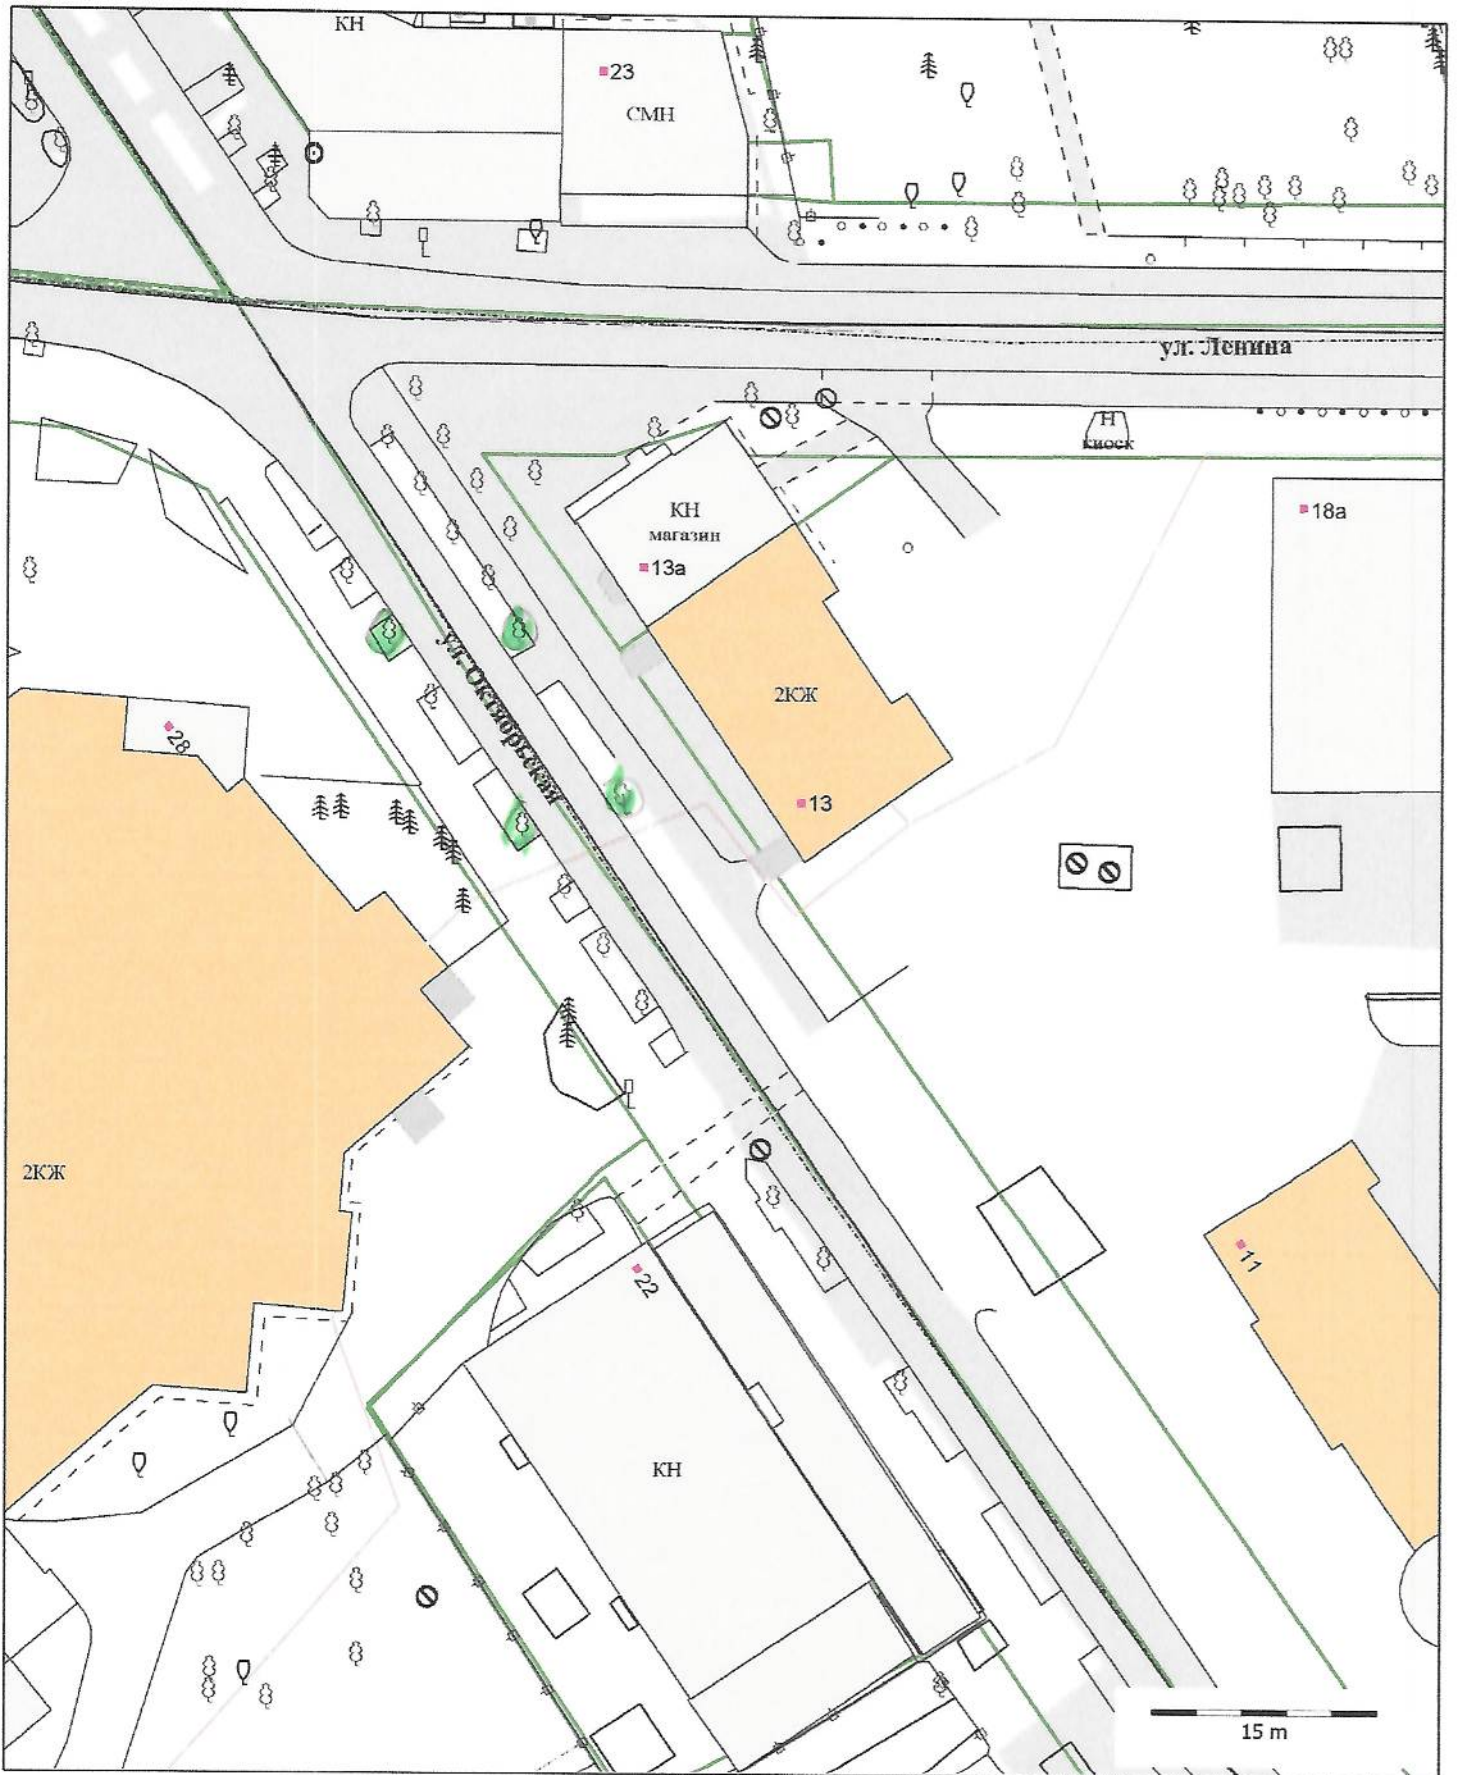 КН
23
СМН
ул. Ленина
Н
киоск
КН
магазин
18а
13а
ул. Октябрьская
2КЖ
28
13
2КЖ
11
22
КН
15 m